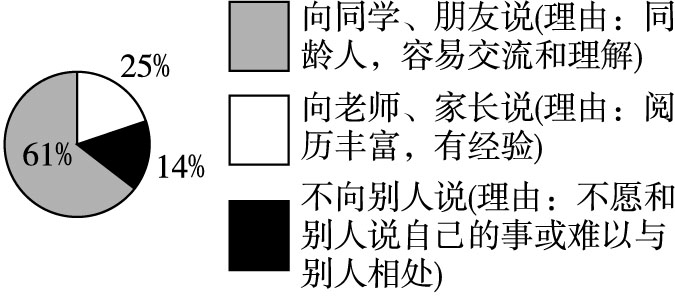 25%
61%
14%
向同学、朋友说(理由：同
龄人，容易交流和理解)
向老师、家长说(理由：阅
历丰富，有经验)
不向别人说(理由：不愿和
别人说自己的事或难以与
别人相处)